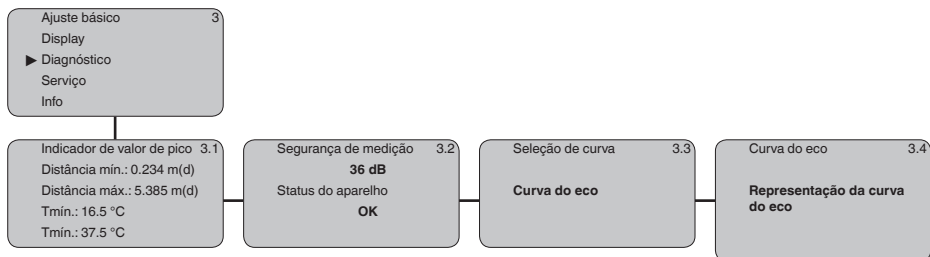 Ajuste básico 3
Display
▶ Diagnóstico
Serviço
Info
Indicador de valor de pico 3.1
Distância mín.: 0.234 m(d)
Distância máx.: 5.385 m(d)
Tmín.: 16.5 °C
Tmín.: 37.5 °C
Segurança de medição 3.2
36 dB
Status do aparelho
OK
Seleção de curva 3.3
Curva do eco
Curva do eco 3.4
Representação da curva
do eco